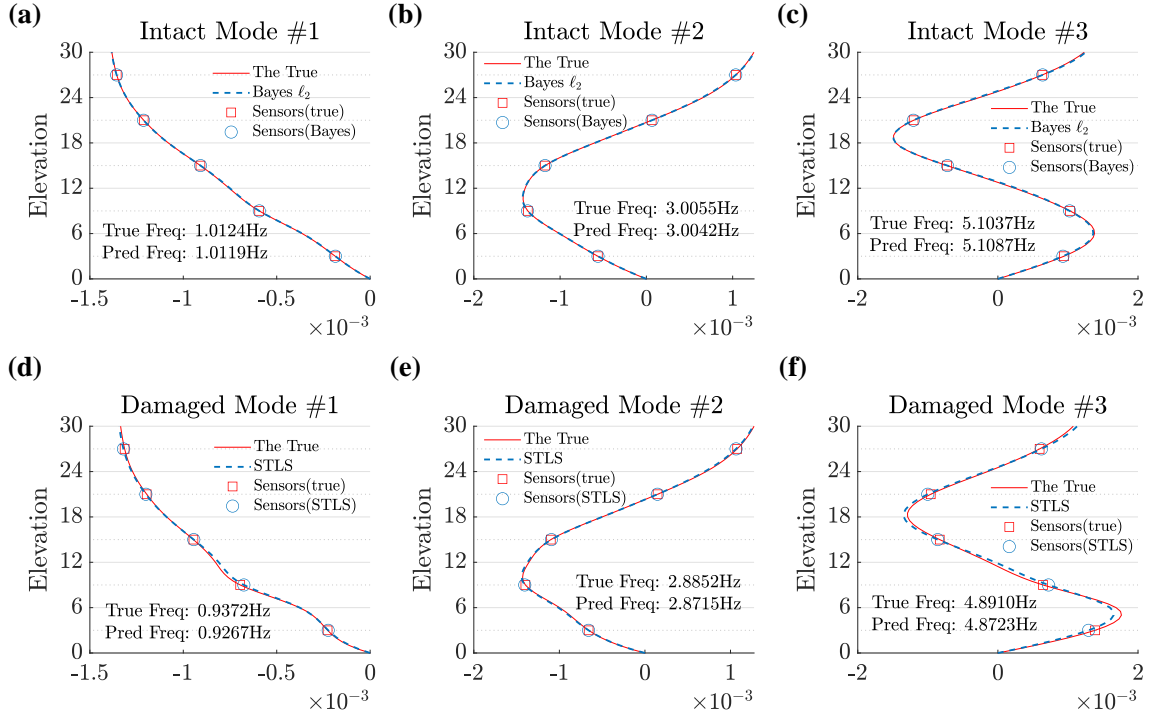 (a)
Intact Mode #1
Elevation
30
24
18
12
6
0
The True
Bayes ℓ2
Sensors(true)
Sensors(Bayes)
True Freq: 1.0124Hz
Pred Freq: 1.0119Hz
-1.5 -1 -0.5 0
×10-3
(b)
Intact Mode #2
Elevation
30
24
18
12
6
0
The True
Bayes ℓ2
Sensors(true)
Sensors(Bayes)
True Freq: 3.0055Hz
Pred Freq: 3.0042Hz
-2 -1 0 1
×10-3
(c)
Intact Mode #3
Elevation
30
24
18
12
6
0
The True
Bayes ℓ2
Sensors(true)
Sensors(Bayes)
True Freq: 5.1037Hz
Pred Freq: 5.1087Hz
-2 0 2
×10-3
(d)
Damaged Mode #1
Elevation
30
24
18
12
6
0
The True
STLS
Sensors(true)
Sensors(STLS)
True Freq: 0.9372Hz
Pred Freq: 0.9267Hz
-1.5 -1 -0.5 0
×10-3
(e)
Damaged Mode #2
Elevation
30
24
18
12
6
0
The True
STLS
Sensors(true)
Sensors(STLS)
True Freq: 2.8852Hz
Pred Freq: 2.8715Hz
-2 -1 0 1
×10-3
(f)
Damaged Mode #3
Elevation
30
24
18
12
6
0
The True
STLS
Sensors(true)
Sensors(STLS)
True Freq: 4.8910Hz
Pred Freq: 4.8723Hz
-2 0 2
×10-3